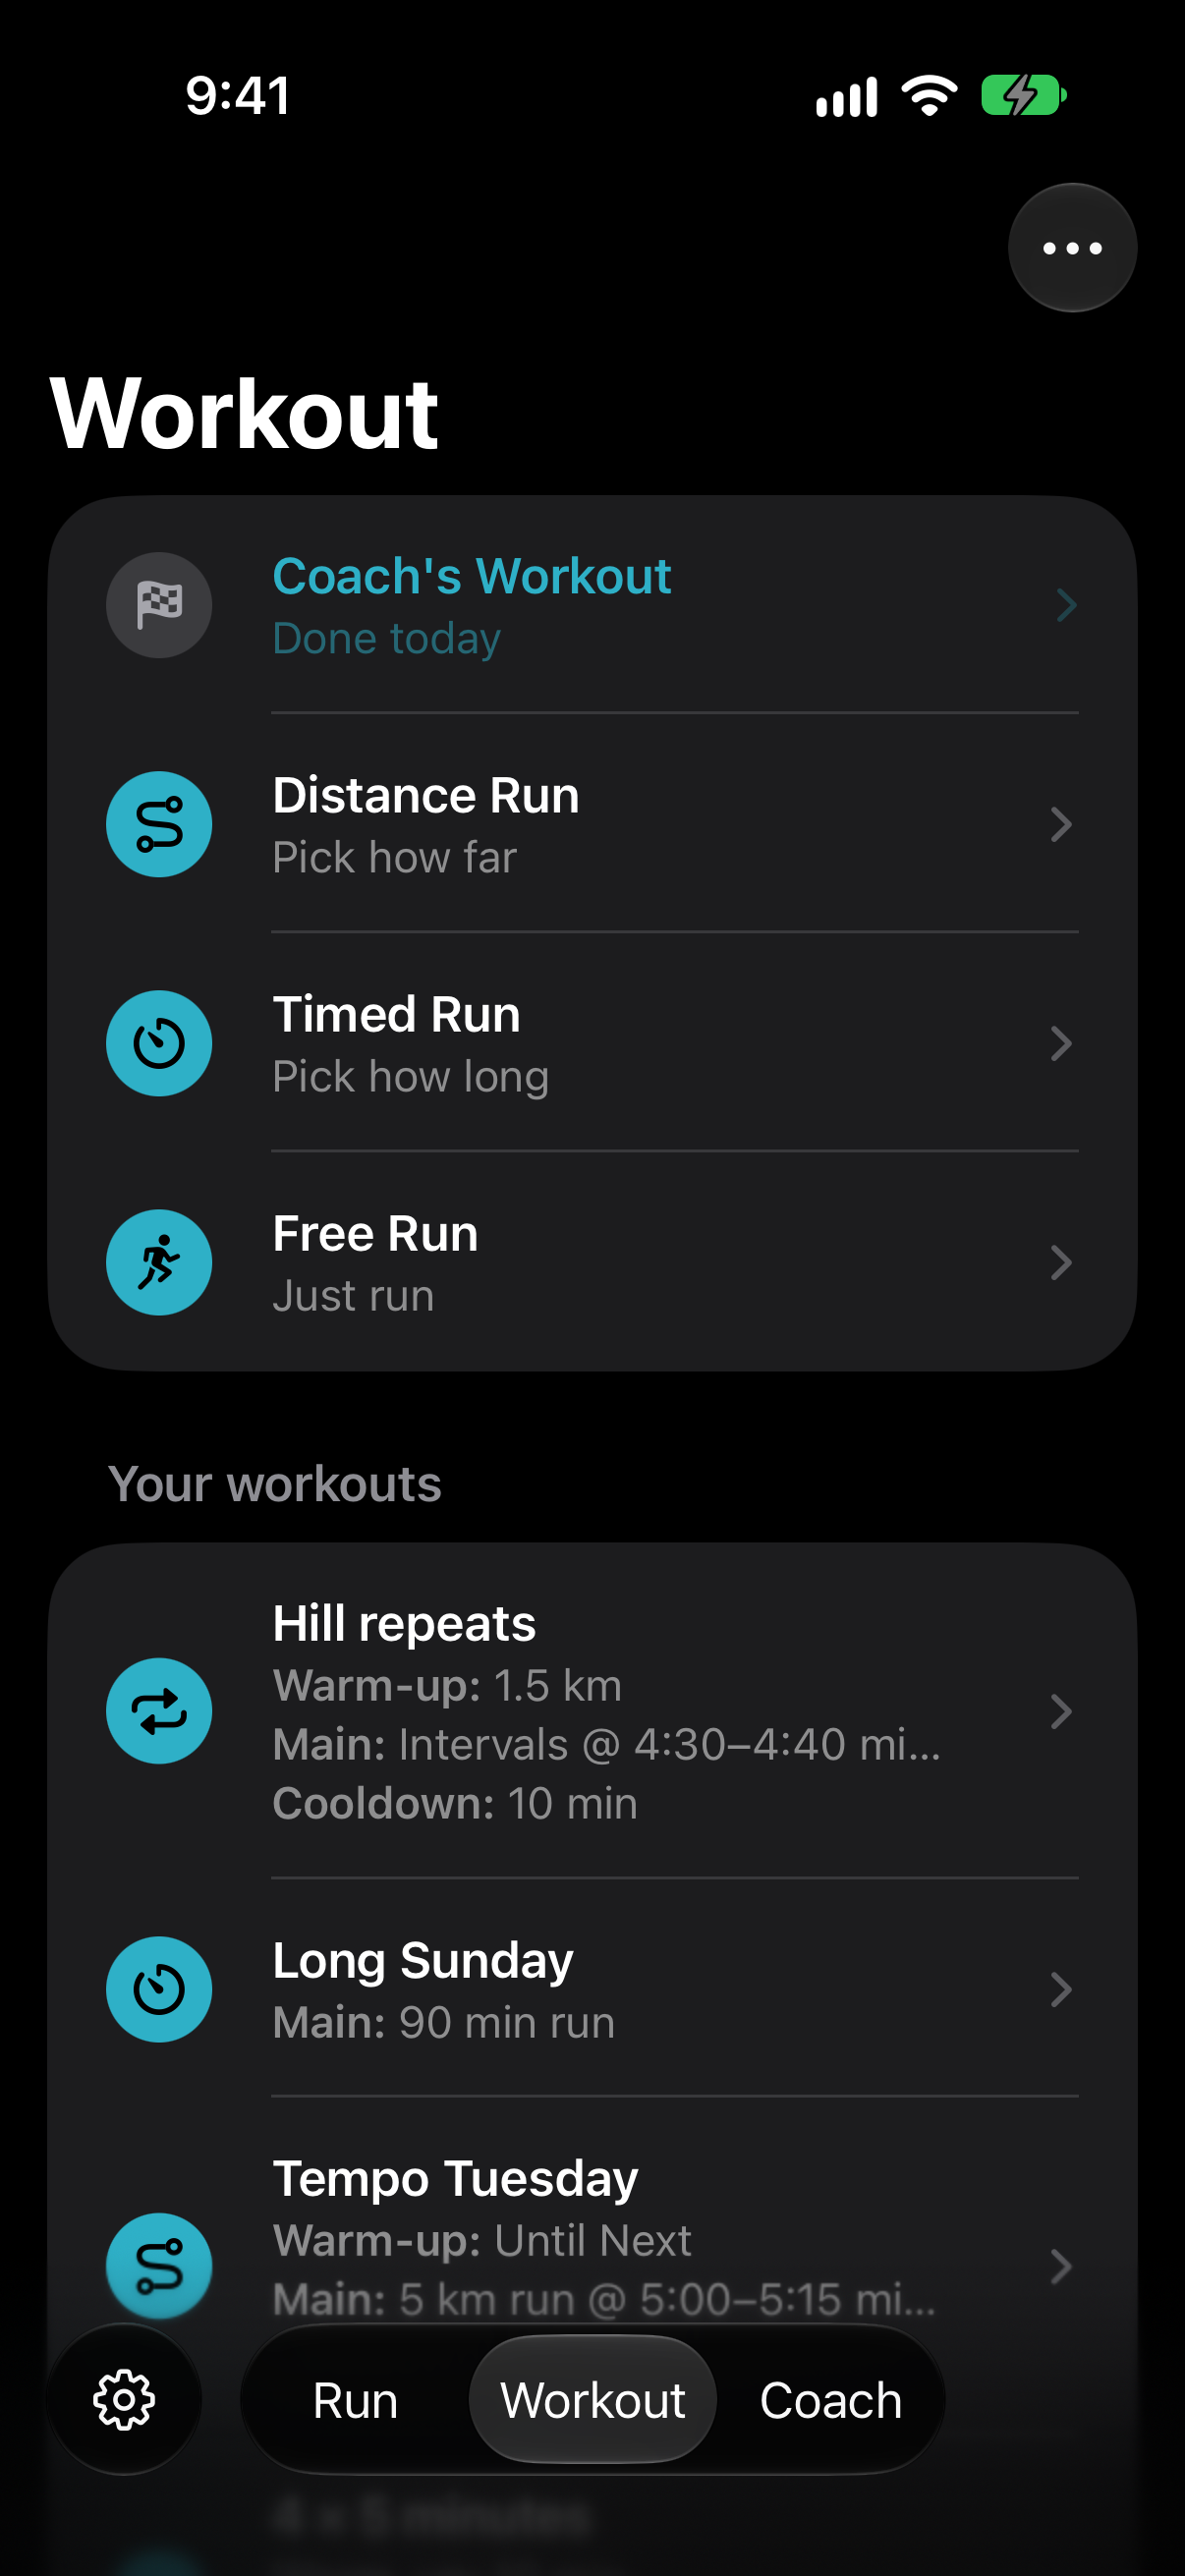 9:41
Workout
Coach's Workout
Done today
Distance Run
Pick how far
Timed Run
Pick how long
Free Run
Just run
Your workouts
Hill repeats
Warm-up: 1.5 km
Main: Intervals @ 4:30–4:40 mi...
Cooldown: 10 min
Long Sunday
Main: 90 min run
Tempo Tuesday
Warm-up: Until Next
Main: 5 km run @ 5:00–5:15 mi...
Run
Workout
Coach
4 × 5 minutes